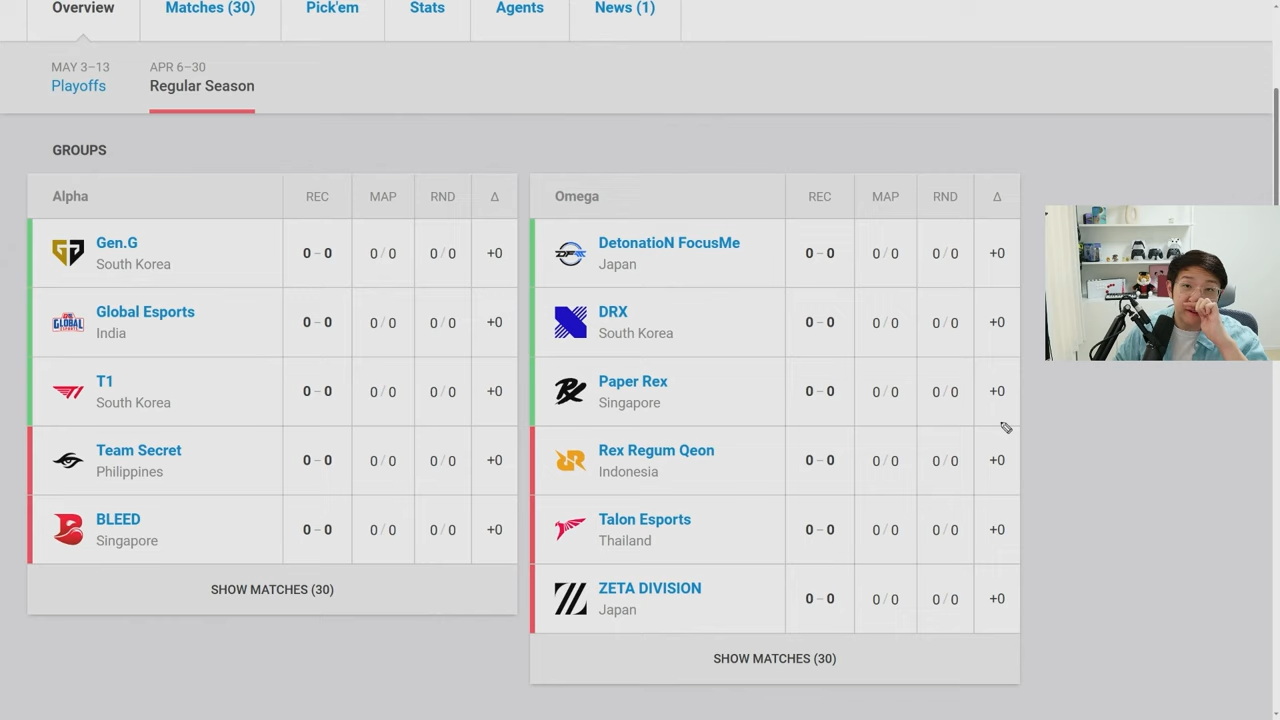 Overview
Matches (30)
Pick'em
Stats
Agents
News (1)
MAY 3–13
APR 6–30
Playoffs
Regular Season
GROUPS
Alpha REC MAP RND Δ
Gen.G
South Korea
0 – 0 0 / 0 0 / 0 +0
Global Esports
India
0 – 0 0 / 0 0 / 0 +0
T1
South Korea
0 – 0 0 / 0 0 / 0 +0
Team Secret
Philippines
0 – 0 0 / 0 0 / 0 +0
BLEED
Singapore
0 – 0 0 / 0 0 / 0 +0
SHOW MATCHES (30)
Omega REC MAP RND Δ
DetonatioN FocusMe
Japan
0 – 0 0 / 0 0 / 0 +0
DRX
South Korea
0 – 0 0 / 0 0 / 0 +0
Paper Rex
Singapore
0 – 0 0 / 0 0 / 0 +0
Rex Regum Qeon
Indonesia
0 – 0 0 / 0 0 / 0 +0
Talon Esports
Thailand
0 – 0 0 / 0 0 / 0 +0
ZETA DIVISION
Japan
0 – 0 0 / 0 0 / 0 +0
SHOW MATCHES (30)